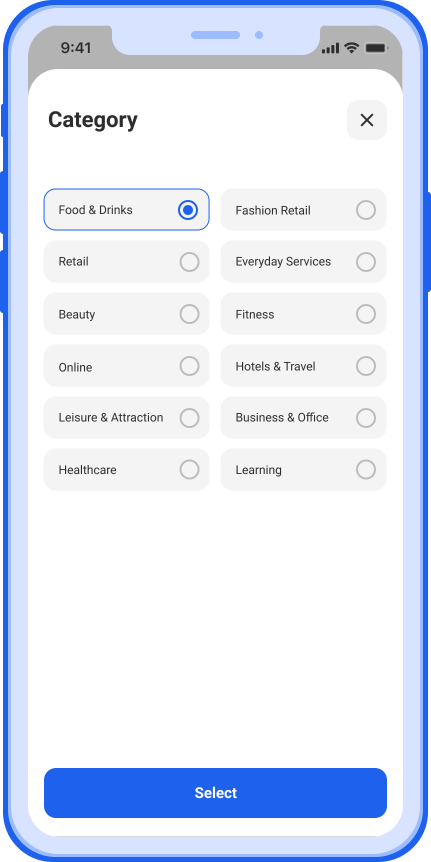 9:41
Category
Food & Drinks
Fashion Retail
Retail
Everyday Services
Beauty
Fitness
Online
Hotels & Travel
Leisure & Attraction
Business & Office
Healthcare
Learning
Select